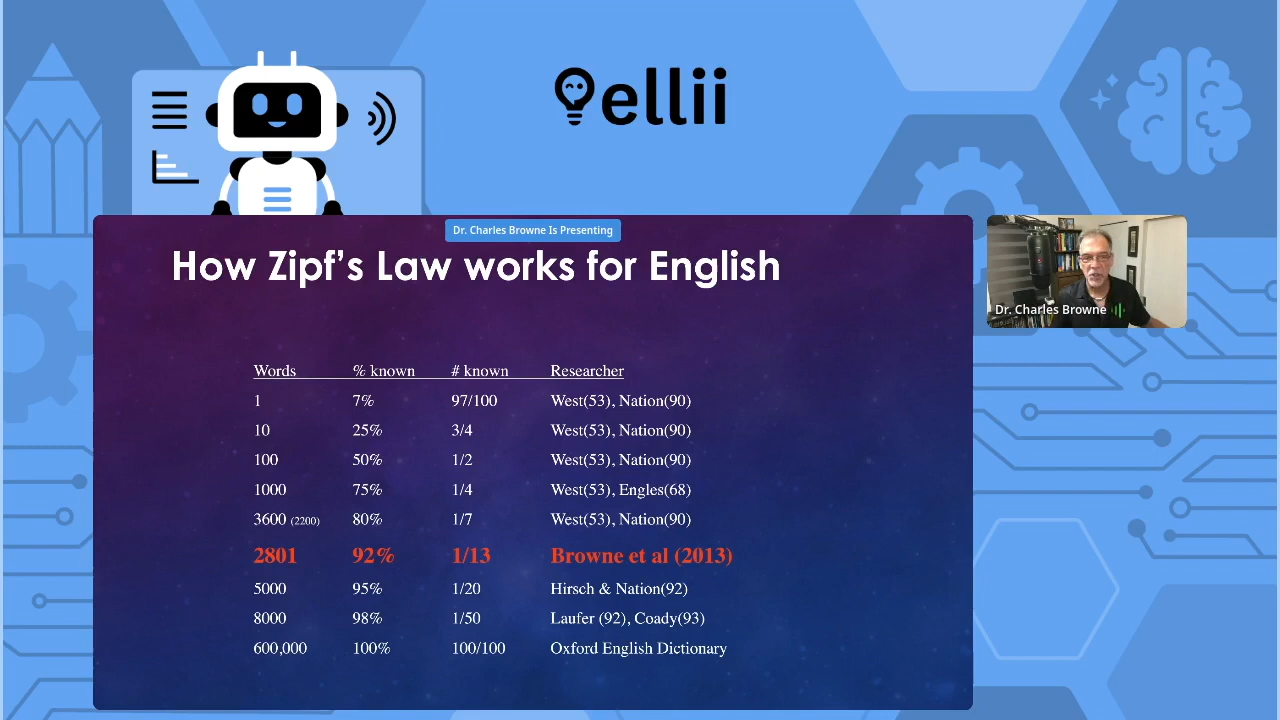 ellii
Dr. Charles Browne Is Presenting
How Zipf’s Law works for English
Words % known # known Researcher
1 7% 97/100 West(53), Nation(90)
10 25% 3/4 West(53), Nation(90)
100 50% 1/2 West(53), Nation(90)
1000 75% 1/4 West(53), Engles(68)
3600 (2200) 80% 1/7 West(53), Nation(90)
2801 92% 1/13 Browne et al (2013)
5000 95% 1/20 Hirsch & Nation(92)
8000 98% 1/50 Laufer (92), Coady(93)
600,000 100% 100/100 Oxford English Dictionary
Dr. Charles Browne